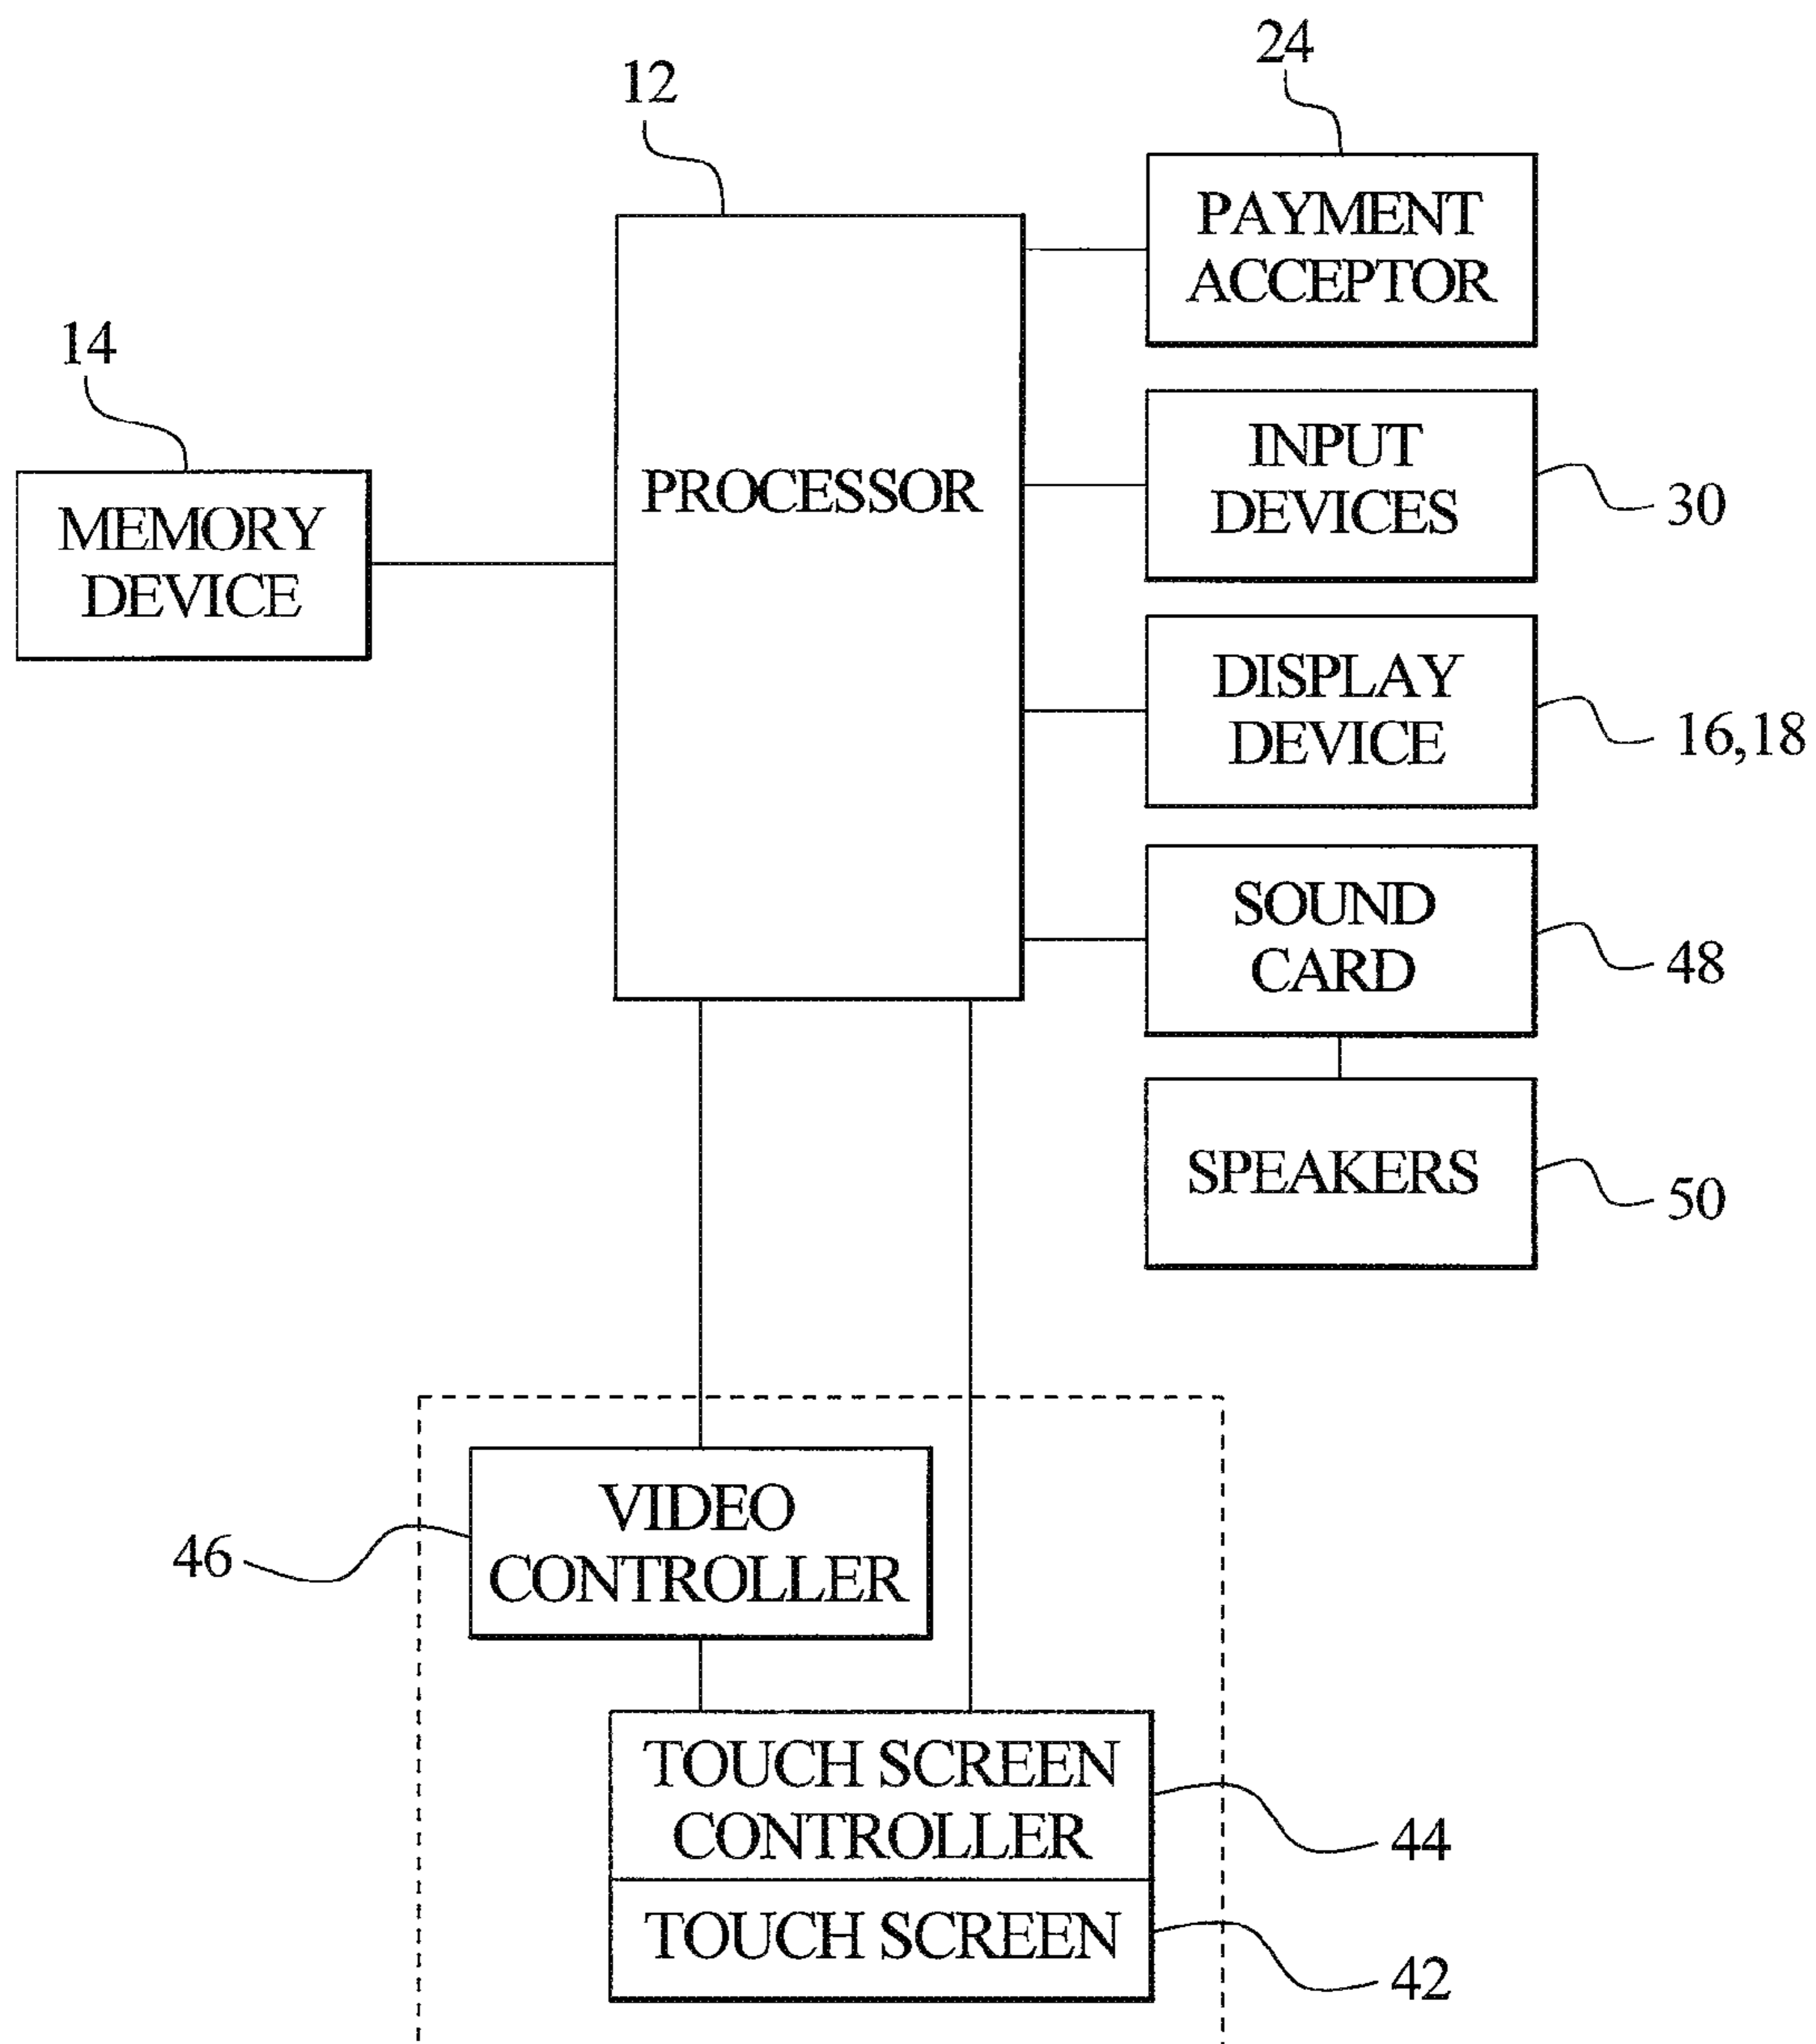 24
12
PAYMENT
ACCEPTOR
14
INPUT
DEVICES
30
PROCESSOR
MEMORY
DEVICE
DISPLAY
DEVICE
16,18
SOUND
CARD
48
SPEAKERS
50
VIDEO
CONTROLLER
46
TOUCH SCREEN
CONTROLLER
44
TOUCH SCREEN
42